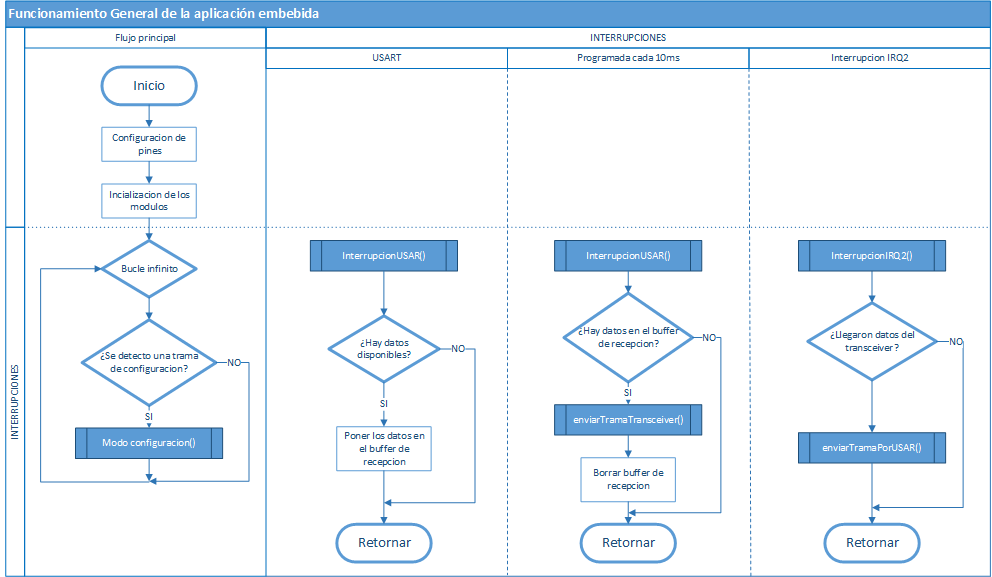 Funcionamiento General de la aplicación embebida
Flujo principal
INTERRUPCIONES
USART
Programada cada 10ms
Interrupcion IRQ2
Inicio
Configuracion de
pines
Incializacion de los
modulos
INTERRUPCIONES
Bucle infinito
¿Se detecto una trama
de configuracion?
NO
SI
Modo configuracion()
InterrupcionUSAR()
¿Hay datos
disponibles?
NO
SI
Poner los datos en
el buffer de
recepcion
Retornar
InterrupcionUSAR()
¿Hay datos en el buffer
de recepcion?
NO
SI
enviarTramaTransceiver()
Borrar buffer de
recepcion
Retornar
InterrupcionIRQ2()
¿Llegaron datos del
transceiver?
NO
enviarTramaPorUSAR()
Retornar